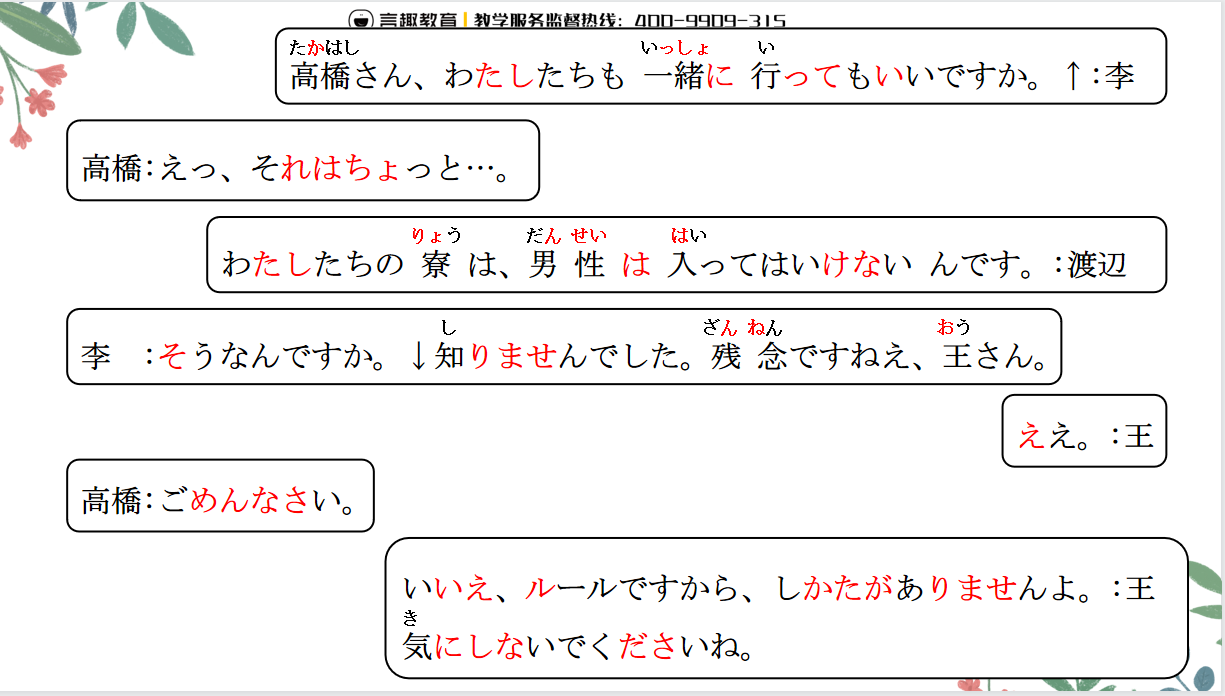 言趣教育 教学服务监督热线：400-9909-315
たかはし いっしょ い
高橋さん、わたしたちも 一緒に 行ってもいいですか。↑：李
高橋：えっ、それはちょっと…。
りょう だん せい はい
わたしたちの 寮 は、男 性 は 入ってはいけない んです。：渡辺
し ざん ねん おう
李　：そうなんですか。↓知りませんでした。残 念ですねえ、王さん。
ええ。：王
高橋：ごめんなさい。
いいえ、ルールですから、しかたがありませんよ。：王
き
気にしないでくださいね。